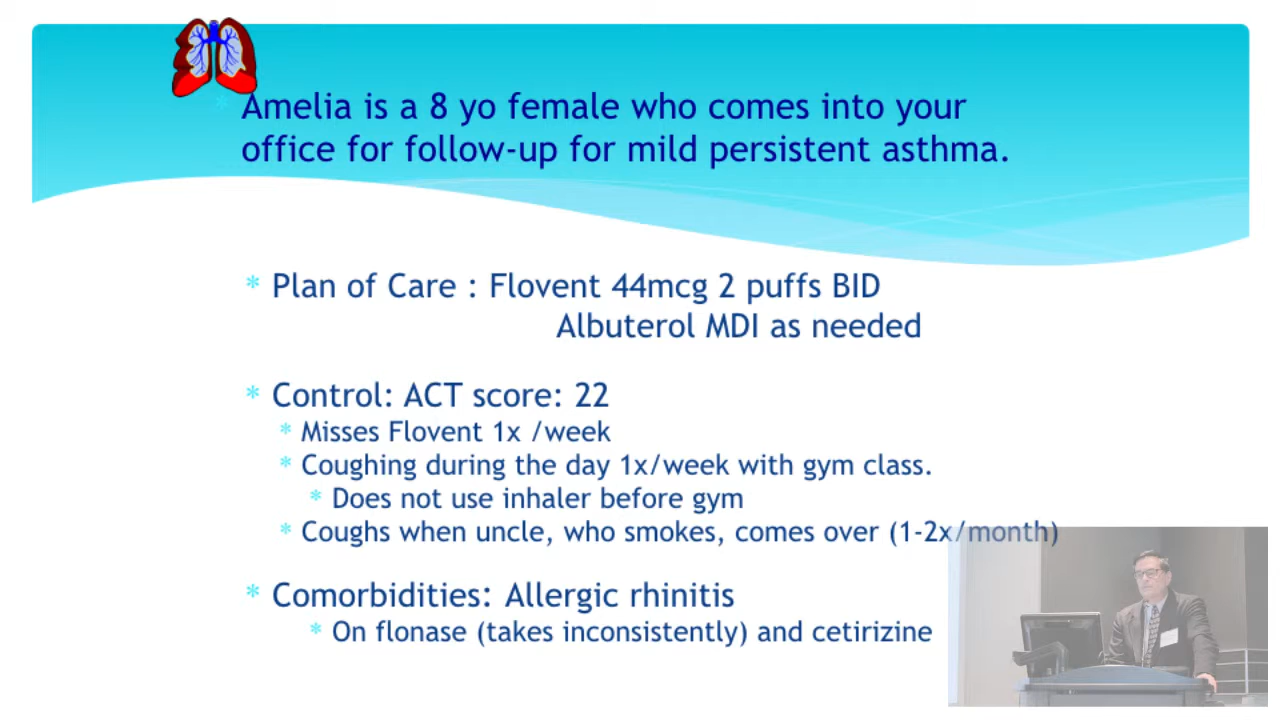 * Amelia is a 8 yo female who comes into your
office for follow-up for mild persistent asthma.
* Plan of Care : Flovent 44mcg 2 puffs BID
Albuterol MDI as needed
* Control: ACT score: 22
* Misses Flovent 1x /week
* Coughing during the day 1x/week with gym class.
* Does not use inhaler before gym
* Coughs when uncle, who smokes, comes over (1-2x/month)
* Comorbidities: Allergic rhinitis
* On flonase (takes inconsistently) and cetirizine